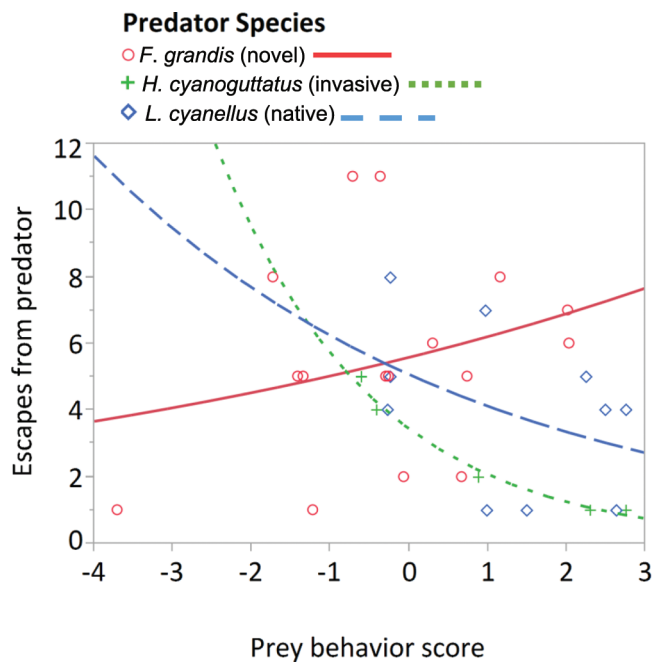 Predator Species
F. grandis (novel)
H. cyanoguttatus (invasive)
L. cyanellus (native)
12
10
8
6
4
2
0
Escapes from predator
-4 -3 -2 -1 0 1 2 3
Prey behavior score